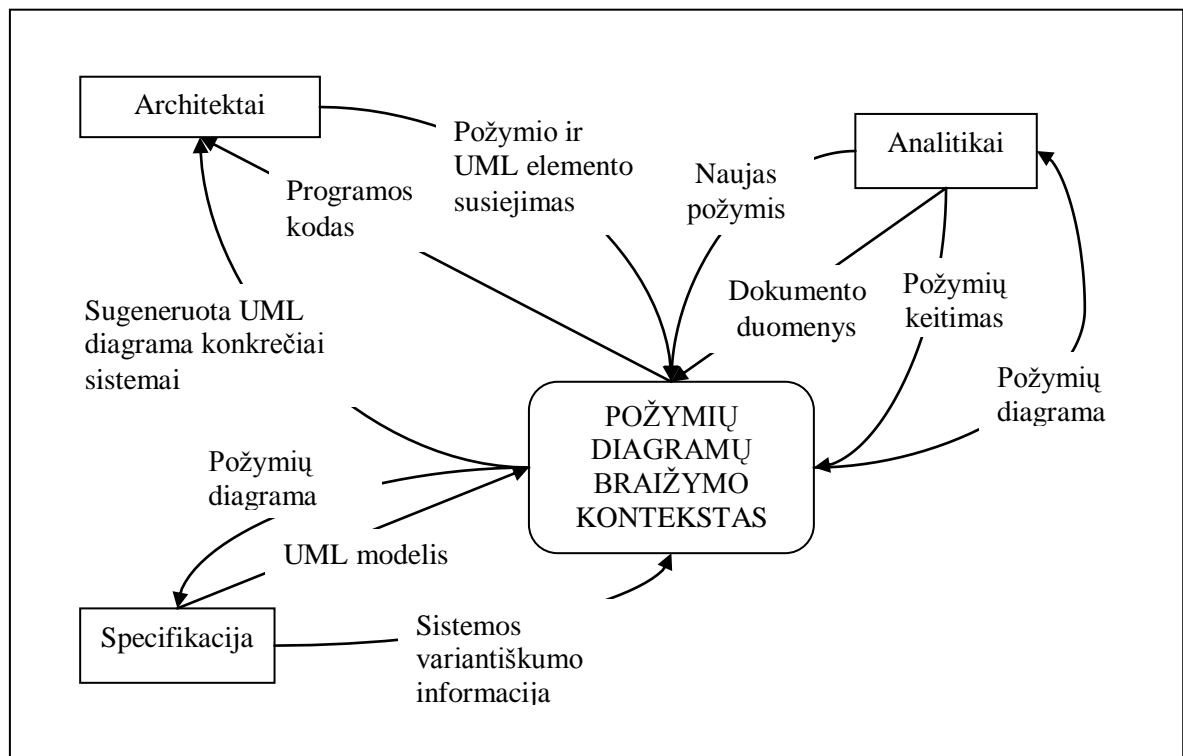 Architektai
Požymio ir
UML elemento
susiejimas
Analitikai
Naujas
požymis
Programos
kodas
Dokumento
duomenys
Požymių
keitimas
Sugeneruota UML
diagrama konkrečiai
sistemai
Požymių
diagrama
POŽYMIŲ
DIAGRAMŲ
BRAIŽYMO
KONTEKSTAS
Požymių
diagrama
UML modelis
Specifikacija
Sistemos
variantiškumo
informacija